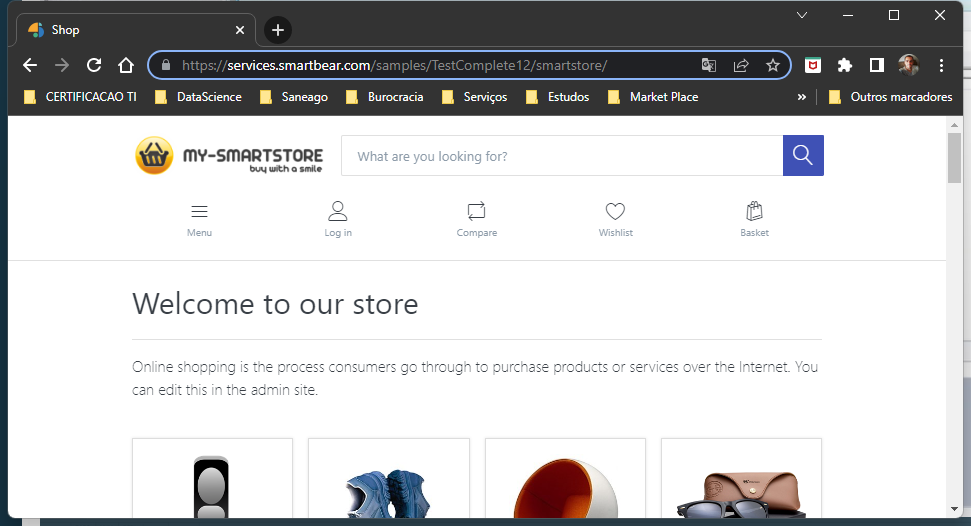 Shop
https://services.smartbear.com/samples/TestComplete12/smartstore/
CERTIFICACAO TI DataScience Saneago Burocracia Serviços Estudos Market Place » Outros marcadores
MY-SMARTSTORE
buy with a smile
What are you looking for?
Menu Log in Compare Wishlist Basket
Welcome to our store
Online shopping is the process consumers go through to purchase products or services over the Internet. You
can edit this in the admin site.